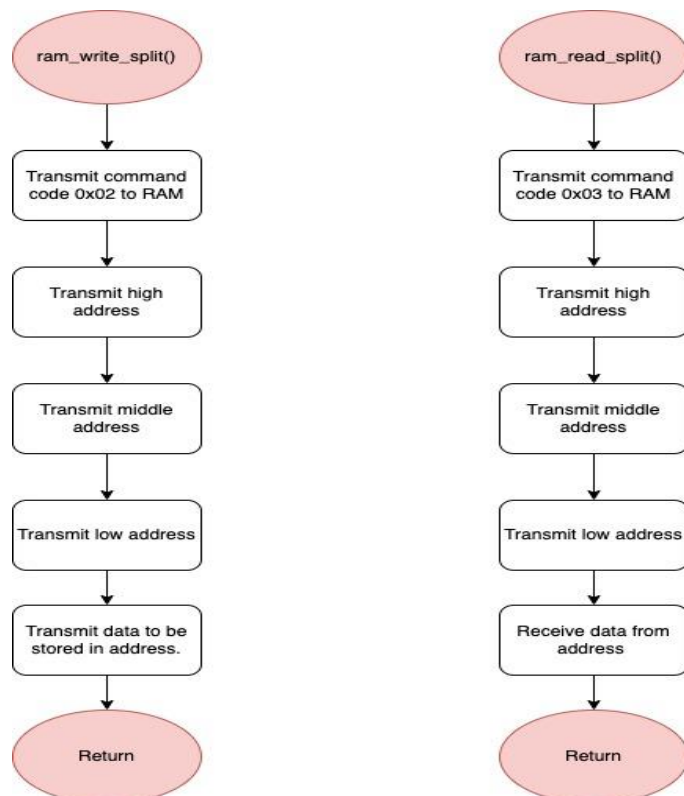 ram_write_split()
Transmit command
code 0x02 to RAM
Transmit high
address
Transmit middle
address
Transmit low address
Transmit data to be
stored in address.
Return
ram_read_split()
Transmit command
code 0x03 to RAM
Transmit high
address
Transmit middle
address
Transmit low address
Receive data from
address
Return